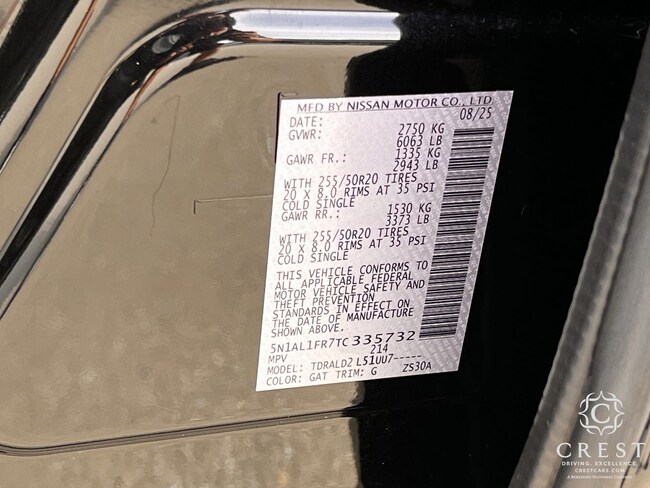 MFD BY NISSAN MOTOR CO., LTD
DATE: 08/25
GVWR: 2750 KG
6063 LB
GAWR FR.: 1335 KG
2943 LB
WITH 255/50R20 TIRES
20 X 8.0 RIMS AT 35 PSI
COLD SINGLE
GAWR RR.: 1530 KG
3373 LB
WITH 255/50R20 TIRES
20 X 8.0 RIMS AT 35 PSI
COLD SINGLE
THIS VEHICLE CONFORMS TO
ALL APPLICABLE FEDERAL
MOTOR VEHICLE SAFETY AND
THEFT PREVENTION
STANDARDS IN EFFECT ON
THE DATE OF MANUFACTURE
SHOWN ABOVE.
5N1AL1FR7TC335732
MPV 214
MODEL: TDRALD2 L51UU7-----
COLOR: GAT TRIM: G ZS30A
C
CREST
DRIVING. EXCELLENCE.
CRESTCARS.COM